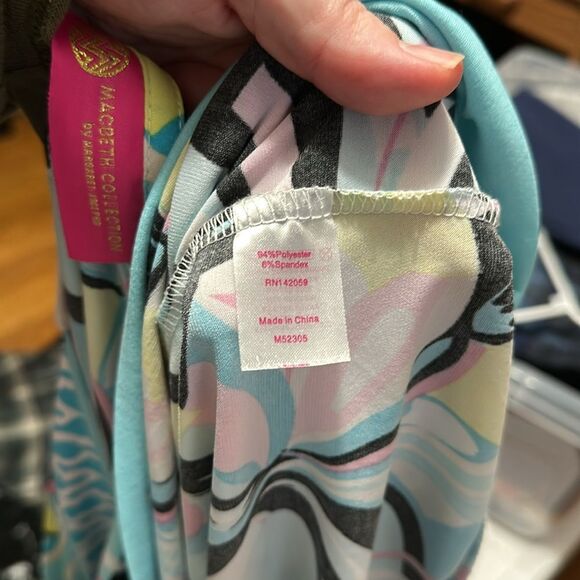 MACBETH COLLECTION
BY MARGARET JOSEPHS
94%Polyester
6%Spandex
RN142059
Made in China
M52305